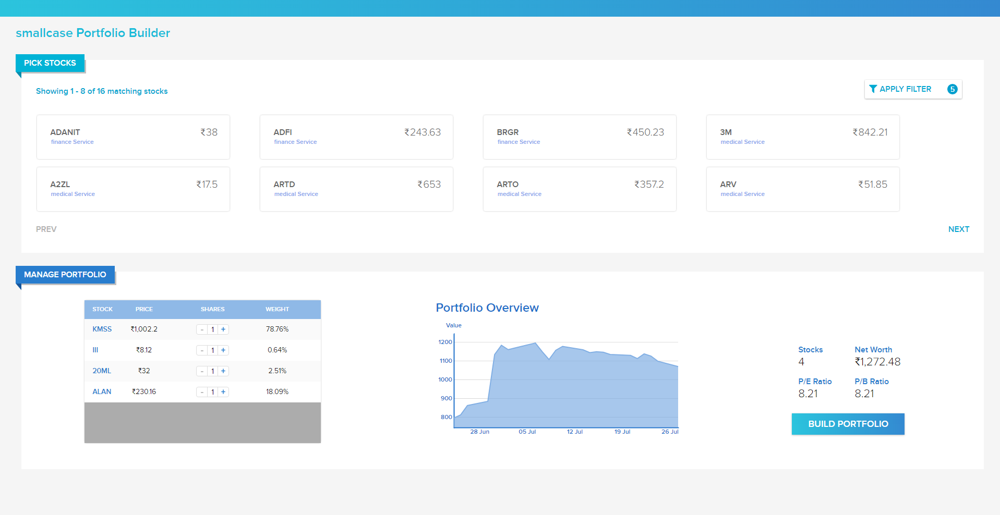 smallcase Portfolio Builder
PICK STOCKS
Showing 1 - 8 of 16 matching stocks
APPLY FILTER 5
ADANIT ₹38
finance Service
ADFI ₹243.63
finance Service
BRGR ₹450.23
finance Service
3M ₹842.21
medical Service
A2ZL ₹17.5
medical Service
ARTD ₹653
medical Service
ARTO ₹357.2
medical Service
ARV ₹51.85
medical Service
PREV NEXT
MANAGE PORTFOLIO
STOCK PRICE SHARES WEIGHT
KMSS ₹1,002.2 - 1 + 78.76%
III ₹8.12 - 1 + 0.64%
20ML ₹32 - 1 + 2.51%
ALAN ₹230.16 - 1 + 18.09%
Portfolio Overview
Value
1200
1100
1000
900
800
28 Jun 05 Jul 12 Jul 19 Jul 26 Jul
Stocks Net Worth
4 ₹1,272.48
P/E Ratio P/B Ratio
8.21 8.21
BUILD PORTFOLIO